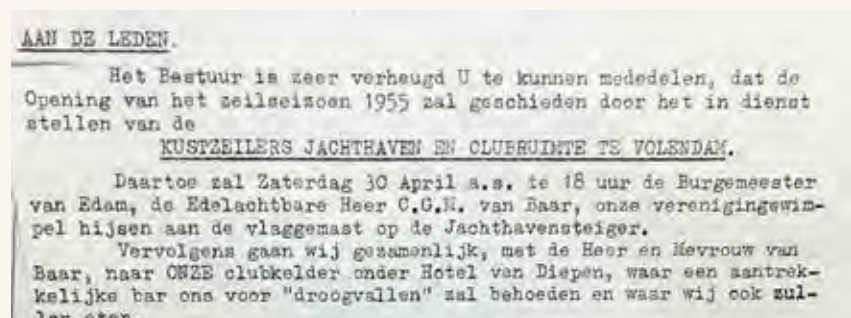 AAN DE LEDEN.
Het Bestuur is zeer verheugd U te kunnen mededelen, dat de
Opening van het zeilseizoen 1955 zal geschieden door het in dienst
stellen van de
KUSTZEILERS JACHTHAVEN EN CLUBRUIMTE TE VOLENDAM.
Daartoe zal Zaterdag 30 April a.s. te 18 uur de Burgemeester
van Edam, de Edelachtbare Heer C.G.M. van Baar, onze verenigingswim-
pel hijsen aan de vlaggemast op de Jachthavensteiger.
Vervolgens gaan wij gezamenlijk, met de Heer en Mevrouw van
Baar, naar ONZE clubkelder onder Hotel van Diepen, waar een aantrek-
kelijke bar ons voor "droogvallen" zal behoeden en waar wij ook zul-
len eten